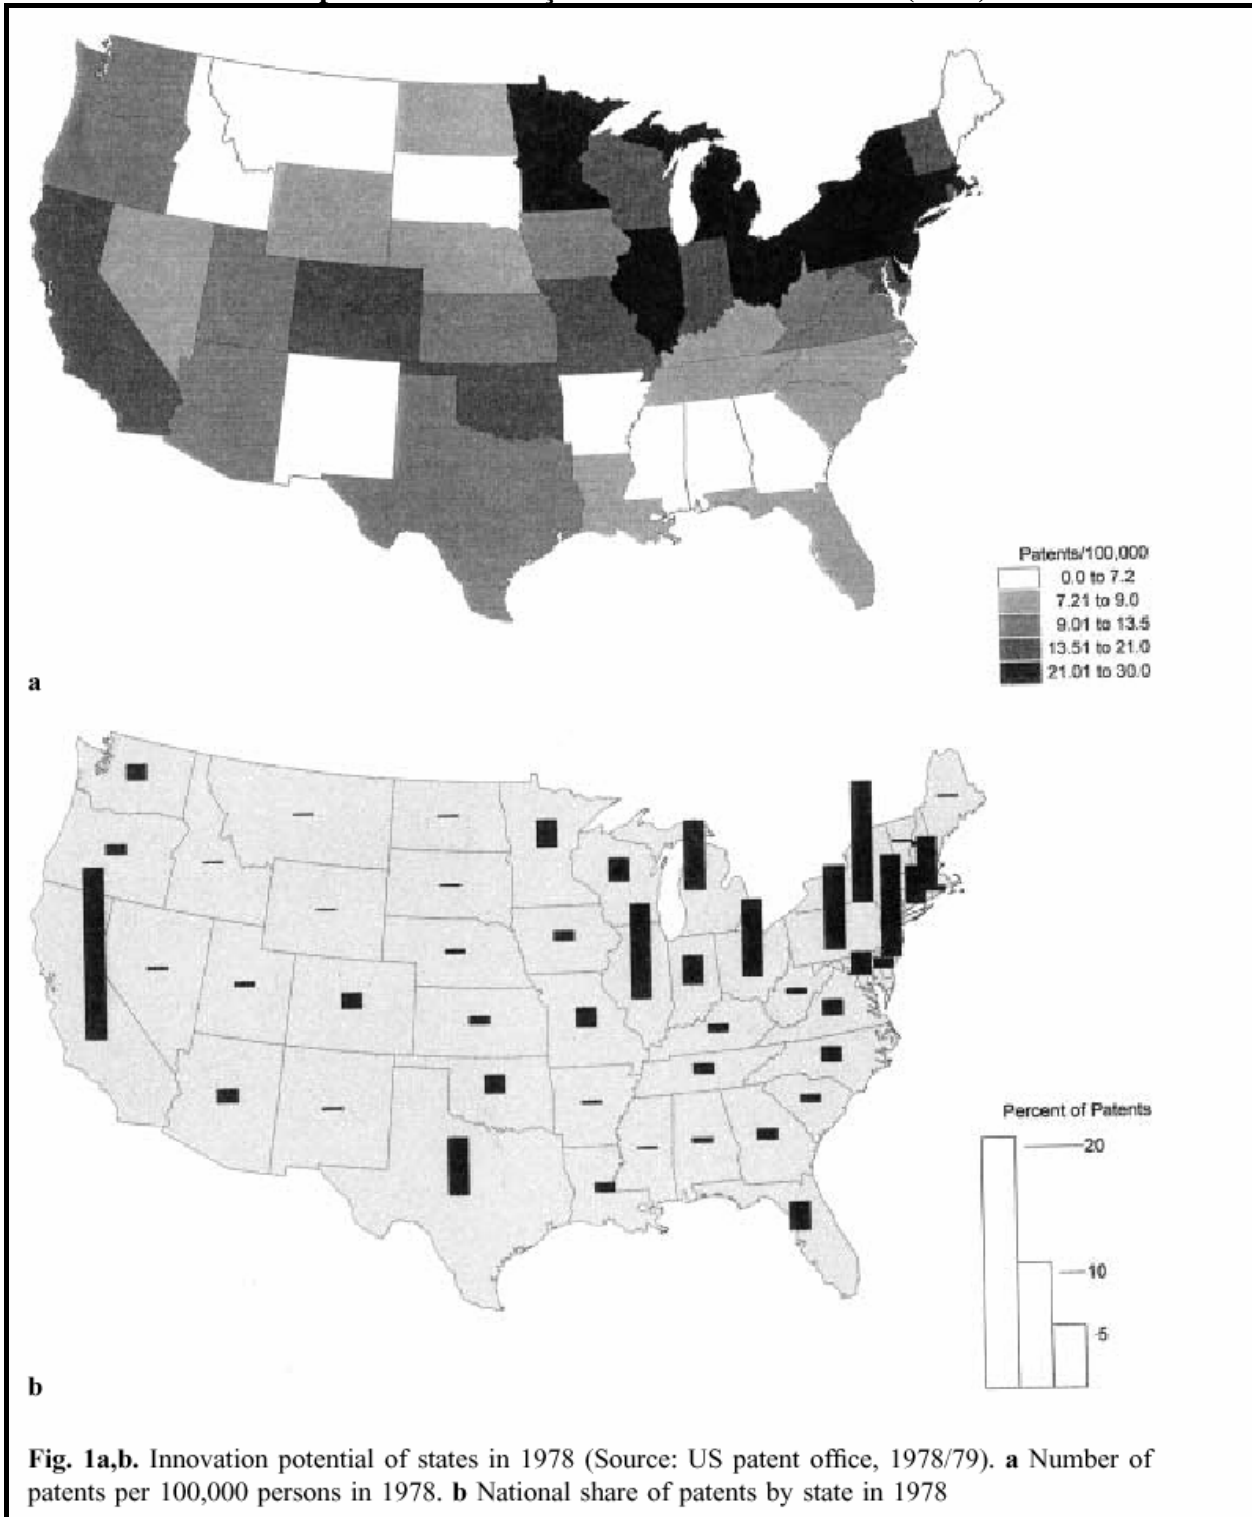 Patents/100,000
0.0 to 7.2
7.21 to 9.0
9.01 to 13.5
13.51 to 21.0
21.01 to 30.0
a
Percent of Patents
20
10
5
b
Fig. 1a,b. Innovation potential of states in 1978 (Source: US patent office, 1978/79). a Number of
patents per 100,000 persons in 1978. b National share of patents by state in 1978